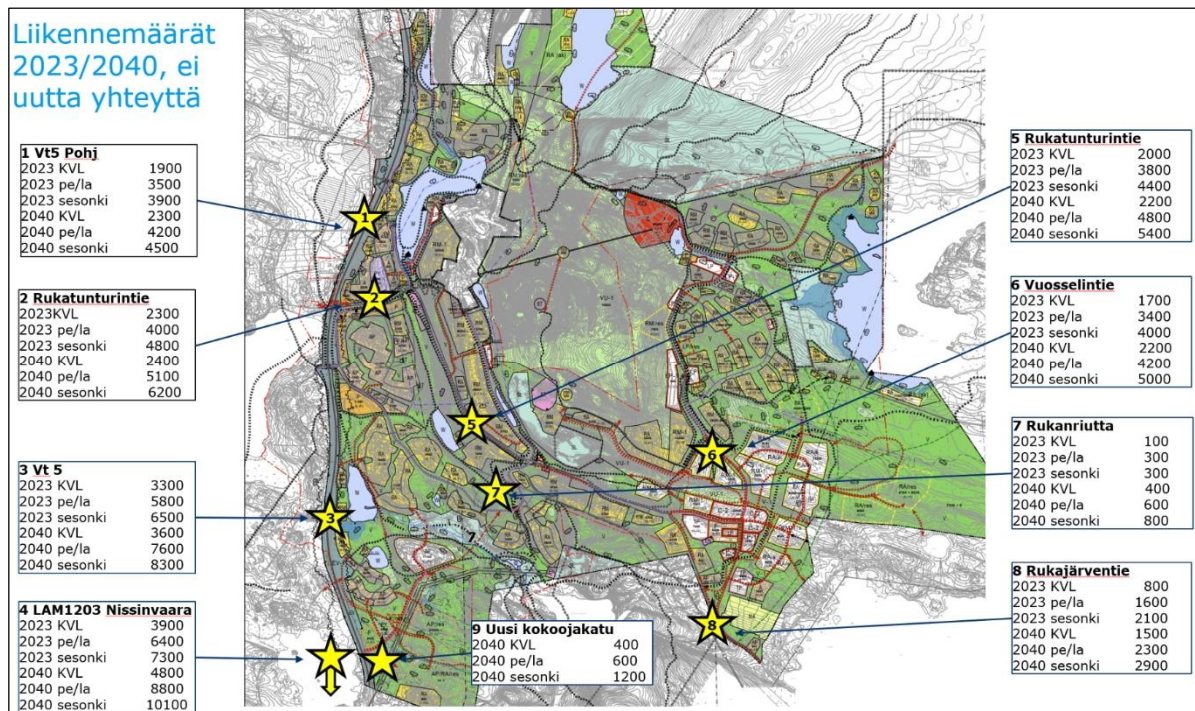 Liikennemäärät
2023/2040, ei
uutta yhteyttä
1 Vt5 Pohj
2023 KVL 1900
2023 pe/la 3500
2023 sesonki 3900
2040 KVL 2300
2040 pe/la 4200
2040 sesonki 4500
2 Rukatunturintie
2023KVL 2300
2023 pe/la 4000
2023 sesonki 4800
2040 KVL 2400
2040 pe/la 5100
2040 sesonki 6200
3 Vt 5
2023 KVL 3300
2023 pe/la 5800
2023 sesonki 6500
2040 KVL 3600
2040 pe/la 7600
2040 sesonki 8300
4 LAM1203 Nissinvaara
2023 KVL 3900
2023 pe/la 6400
2023 sesonki 7300
2040 KVL 4800
2040 pe/la 8800
2040 sesonki 10100
1
2
3
5
7
7
6
8
9 Uusi kokoojakatu
2040 KVL 400
2040 pe/la 600
2040 sesonki 1200
5 Rukatunturintie
2023 KVL 2000
2023 pe/la 3800
2023 sesonki 4400
2040 KVL 2200
2040 pe/la 4800
2040 sesonki 5400
6 Vuosselintie
2023 KVL 1700
2023 pe/la 3400
2023 sesonki 4000
2040 KVL 2200
2040 pe/la 4200
2040 sesonki 5000
7 Rukanriutta
2023 KVL 100
2023 pe/la 300
2023 sesonki 300
2040 KVL 400
2040 pe/la 600
2040 sesonki 800
8 Rukajärventie
2023 KVL 800
2023 pe/la 1600
2023 sesonki 2100
2040 KVL 1500
2040 pe/la 2300
2040 sesonki 2900